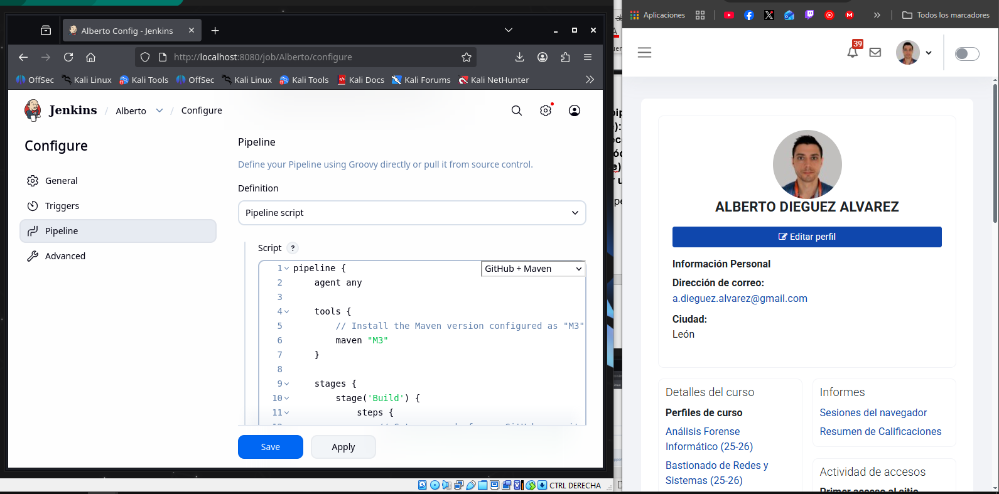 Alberto Config - Jenkins
http://localhost:8080/job/Alberto/configure
OffSec Kali Linux Kali Tools OffSec Kali Linux Kali Tools Kali Docs Kali Forums Kali NetHunter
Jenkins / Alberto / Configure
Configure
General
Triggers
Pipeline
Advanced
Pipeline
Define your Pipeline using Groovy directly or pull it from source control.
Definition
Pipeline script
Script ?
GitHub + Maven
1 pipeline {
2     agent any
3
4     tools {
5         // Install the Maven version configured as "M3"
6         maven "M3"
7     }
8
9     stages {
10         stage('Build') {
11             steps {
Save
Apply
CTRL DERECHA
Aplicaciones
Todos los marcadores
39
ALBERTO DIEGUEZ ALVAREZ
Editar perfil
Información Personal
Dirección de correo:
a.dieguez.alvarez@gmail.com
Ciudad:
León
Detalles del curso
Perfiles de curso
Análisis Forense
Informático (25-26)
Bastionado de Redes y
Sistemas (25-26)
Informes
Sesiones del navegador
Resumen de Calificaciones
Actividad de accesos
Primer acceso al sitio